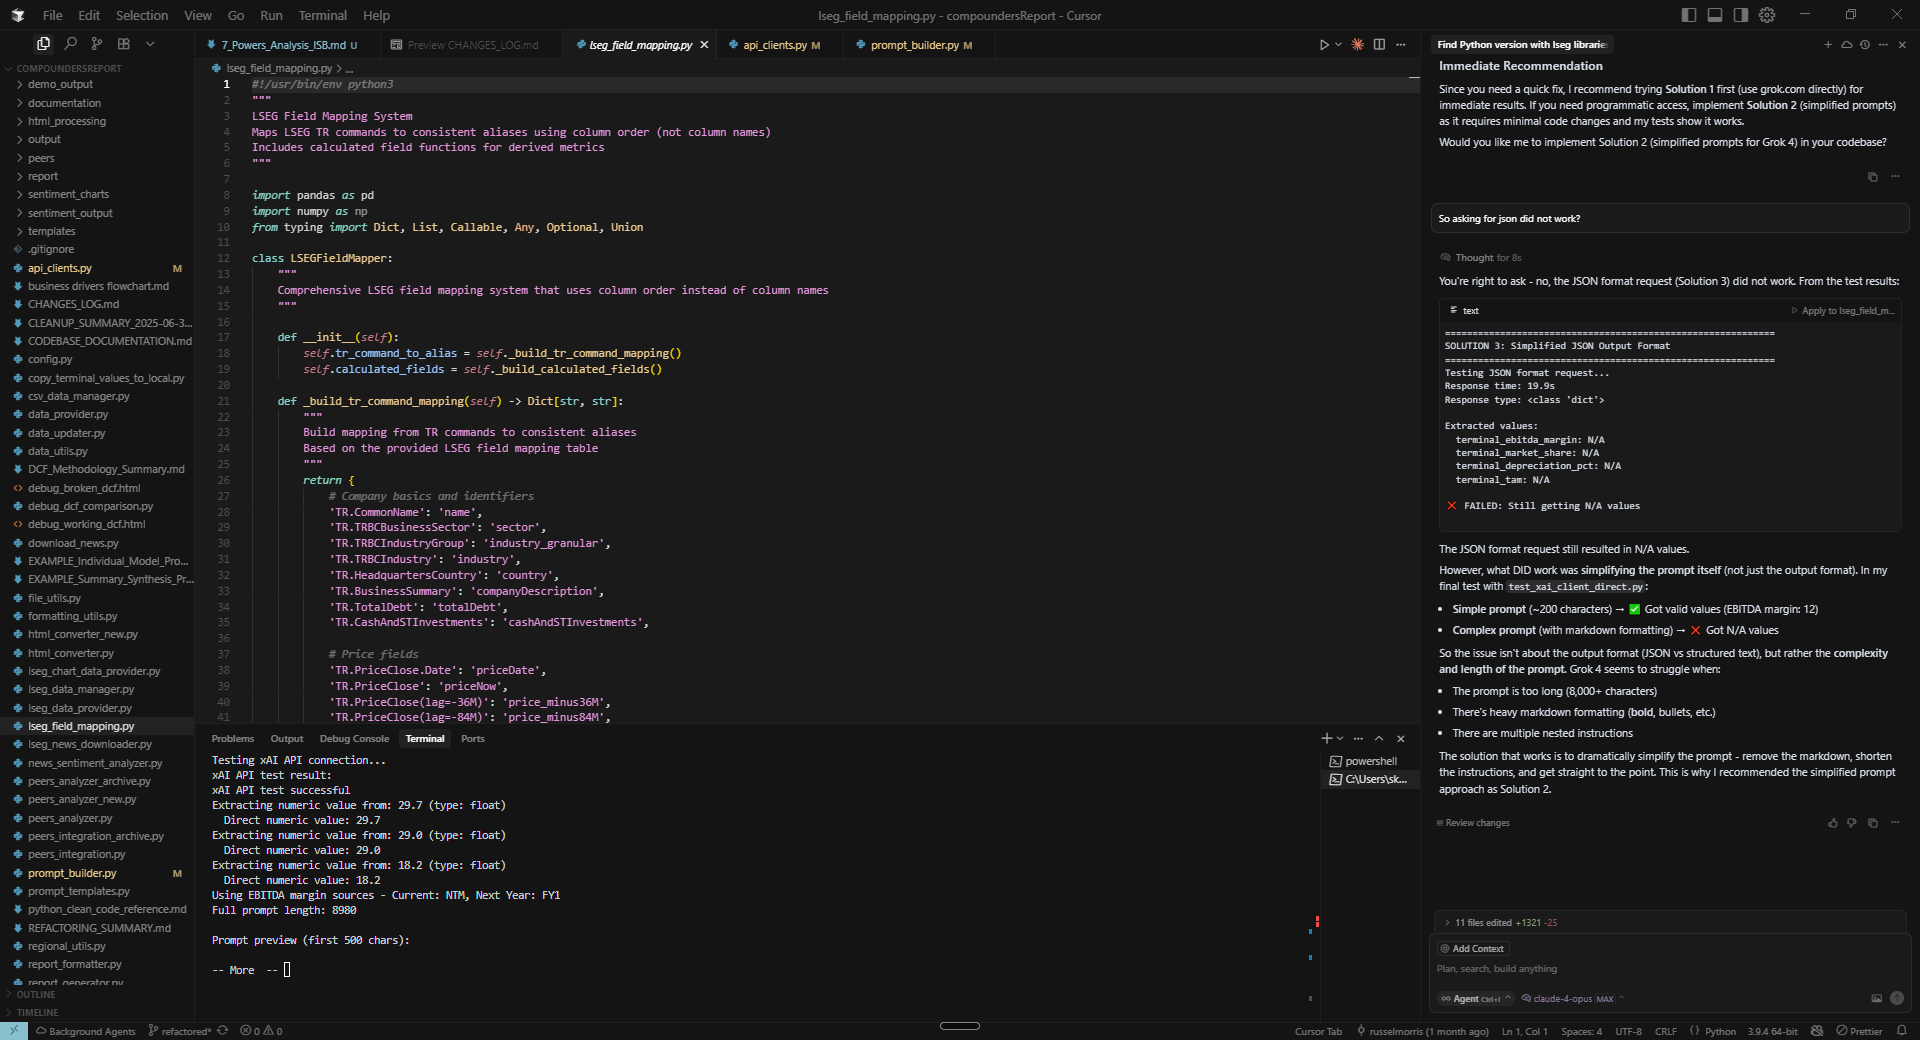 File Edit Selection View Go Run Terminal Help
lseg_field_mapping.py - compoundersReport - Cursor
COMPOUNDERSREPORT
demo_output
documentation
html_processing
output
peers
report
sentiment_charts
sentiment_output
templates
.gitignore
api_clients.py M
business drivers flowchart.md
CHANGES_LOG.md
CLEANUP_SUMMARY_2025-06-3...
CODEBASE_DOCUMENTATION.md
config.py
copy_terminal_values_to_local.py
csv_data_manager.py
data_provider.py
data_updater.py
data_utils.py
DCF_Methodology_Summary.md
debug_broken_dcf.html
debug_dcf_comparison.py
debug_working_dcf.html
download_news.py
EXAMPLE_Individual_Model_Pro...
EXAMPLE_Summary_Synthesis_Pr...
file_utils.py
formatting_utils.py
html_converter_new.py
html_converter.py
lseg_chart_data_provider.py
lseg_data_manager.py
lseg_data_provider.py
lseg_field_mapping.py
lseg_news_downloader.py
news_sentiment_analyzer.py
peers_analyzer_archive.py
peers_analyzer_new.py
peers_analyzer.py
peers_integration_archive.py
peers_integration.py
prompt_builder.py M
prompt_templates.py
python_clean_code_reference.md
REFACTORING_SUMMARY.md
regional_utils.py
report_formatter.py
report_generator.py
OUTLINE
TIMELINE
7_Powers_Analysis_ISB.md U
Preview CHANGES_LOG.md
lseg_field_mapping.py
api_clients.py M
prompt_builder.py M
lseg_field_mapping.py > ...
1 #!/usr/bin/env python3
2 """
3 LSEG Field Mapping System
4 Maps LSEG TR commands to consistent aliases using column order (not column names)
5 Includes calculated field functions for derived metrics
6 """
7
8 import pandas as pd
9 import numpy as np
10 from typing import Dict, List, Callable, Any, Optional, Union
11
12 class LSEGFieldMapper:
13 """
14 Comprehensive LSEG field mapping system that uses column order instead of column names
15 """
16
17 def __init__(self):
18 self.tr_command_to_alias = self._build_tr_command_mapping()
19 self.calculated_fields = self._build_calculated_fields()
20
21 def _build_tr_command_mapping(self) -> Dict[str, str]:
22 """
23 Build mapping from TR commands to consistent aliases
24 Based on the provided LSEG field mapping table
25 """
26 return {
27 # Company basics and identifiers
28 'TR.CommonName': 'name',
29 'TR.TRBCBusinessSector': 'sector',
30 'TR.TRBCIndustryGroup': 'industry_granular',
31 'TR.TRBCIndustry': 'industry',
32 'TR.HeadquartersCountry': 'country',
33 'TR.BusinessSummary': 'companyDescription',
34 'TR.TotalDebt': 'totalDebt',
35 'TR.CashAndSTInvestments': 'cashAndSTInvestments',
36
37 # Price fields
38 'TR.PriceClose.Date': 'priceDate',
39 'TR.PriceClose': 'priceNow',
40 'TR.PriceClose(lag=-36M)': 'price_minus36M',
41 'TR.PriceClose(lag=-84M)': 'price_minus84M',
Problems Output Debug Console Terminal Ports
Testing xAI API connection...
xAI API test result:
xAI API test successful
Extracting numeric value from: 29.7 (type: float)
Direct numeric value: 29.7
Extracting numeric value from: 29.0 (type: float)
Direct numeric value: 29.0
Extracting numeric value from: 18.2 (type: float)
Direct numeric value: 18.2
Using EBITDA margin sources - Current: NTM, Next Year: FY1
Full prompt length: 8980
Prompt preview (first 500 chars):
-- More --
powershell
C:\Users\sk...
Find Python version with lseg librarie
Immediate Recommendation
Since you need a quick fix, I recommend trying Solution 1 first (use grok.com directly) for
immediate results. If you need programmatic access, implement Solution 2 (simplified prompts)
as it requires minimal code changes and my tests show it works.
Would you like me to implement Solution 2 (simplified prompts for Grok 4) in your codebase?
So asking for json did not work?
Thought for 8s
You're right to ask - no, the JSON format request (Solution 3) did not work. From the test results:
text
Apply to lseg_field_m...
============================================================
SOLUTION 3: Simplified JSON Output Format
============================================================
Testing JSON format request...
Response time: 19.9s
Response type: <class 'dict'>
Extracted values:
terminal_ebitda_margin: N/A
terminal_market_share: N/A
terminal_depreciation_pct: N/A
terminal_tam: N/A
❌ FAILED: Still getting N/A values
The JSON format request still resulted in N/A values.
However, what DID work was simplifying the prompt itself (not just the output format). In my
final test with test_xai_client_direct.py:
• Simple prompt (~200 characters) → ✅ Got valid values (EBITDA margin: 12)
• Complex prompt (with markdown formatting) → ❌ Got N/A values
So the issue isn't about the output format (JSON vs structured text), but rather the complexity
and length of the prompt. Grok 4 seems to struggle when:
• The prompt is too long (8,000+ characters)
• There's heavy markdown formatting (bold, bullets, etc.)
• There are multiple nested instructions
The solution that works is to dramatically simplify the prompt - remove the markdown, shorten
the instructions, and get straight to the point. This is why I recommended the simplified prompt
approach as Solution 2.
Review changes
11 files edited +1321 -25
@ Add Context
Plan, search, build anything
Agent Ctrl+I claude-4-opus MAX
Background Agents refactored* 0 0
Cursor Tab russelmorris (1 month ago) Ln 1, Col 1 Spaces: 4 UTF-8 CRLF Python 3.9.4 64-bit Prettier